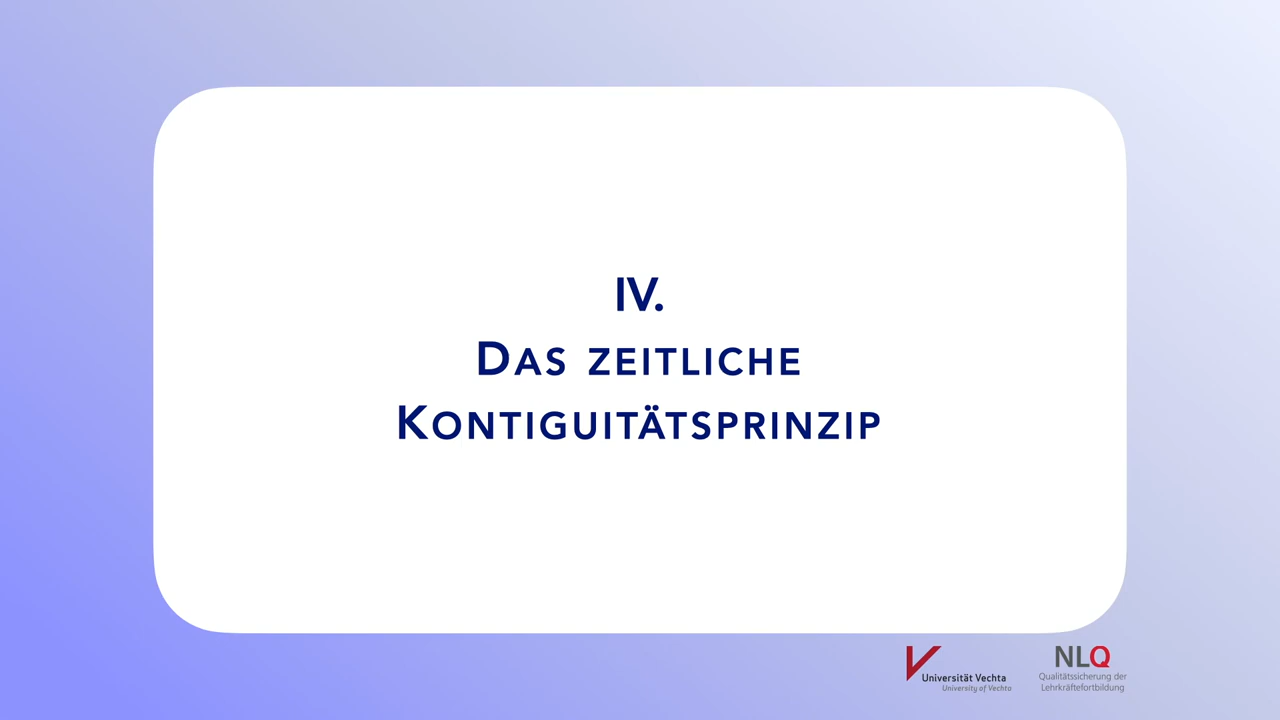 IV.
Das zeitliche
Kontiguitätsprinzip
Universität Vechta
University of Vechta
NLQ
Qualitätssicherung der
Lehrkräftefortbildung